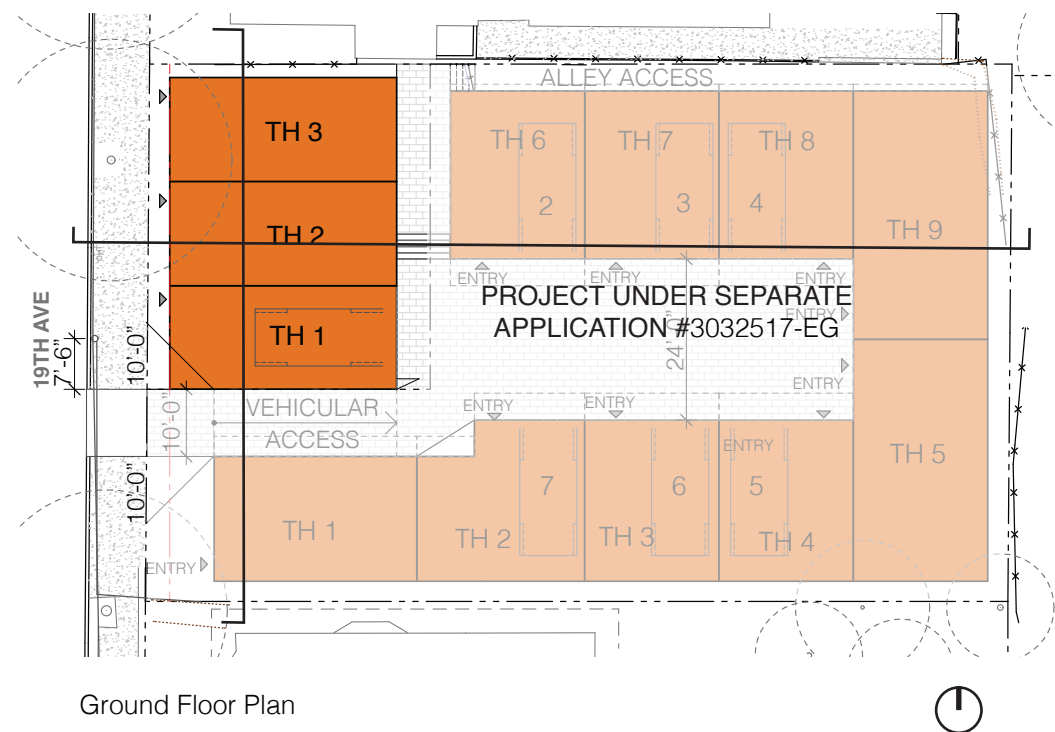 ALLEY ACCESS
TH 3
TH 6
TH 7
TH 8
2
3
4
TH 2
TH 9
ENTRY
ENTRY
ENTRY
PROJECT UNDER SEPARATE
ENTRY
APPLICATION #3032517-EG
TH 1
19TH AVE
7'-6"
10'-0"
24'-0"
ENTRY
10'-0"
VEHICULAR
ACCESS
ENTRY
ENTRY
ENTRY
TH 5
10'-0"
7
6
5
TH 1
TH 2
TH 3
TH 4
ENTRY
Ground Floor Plan